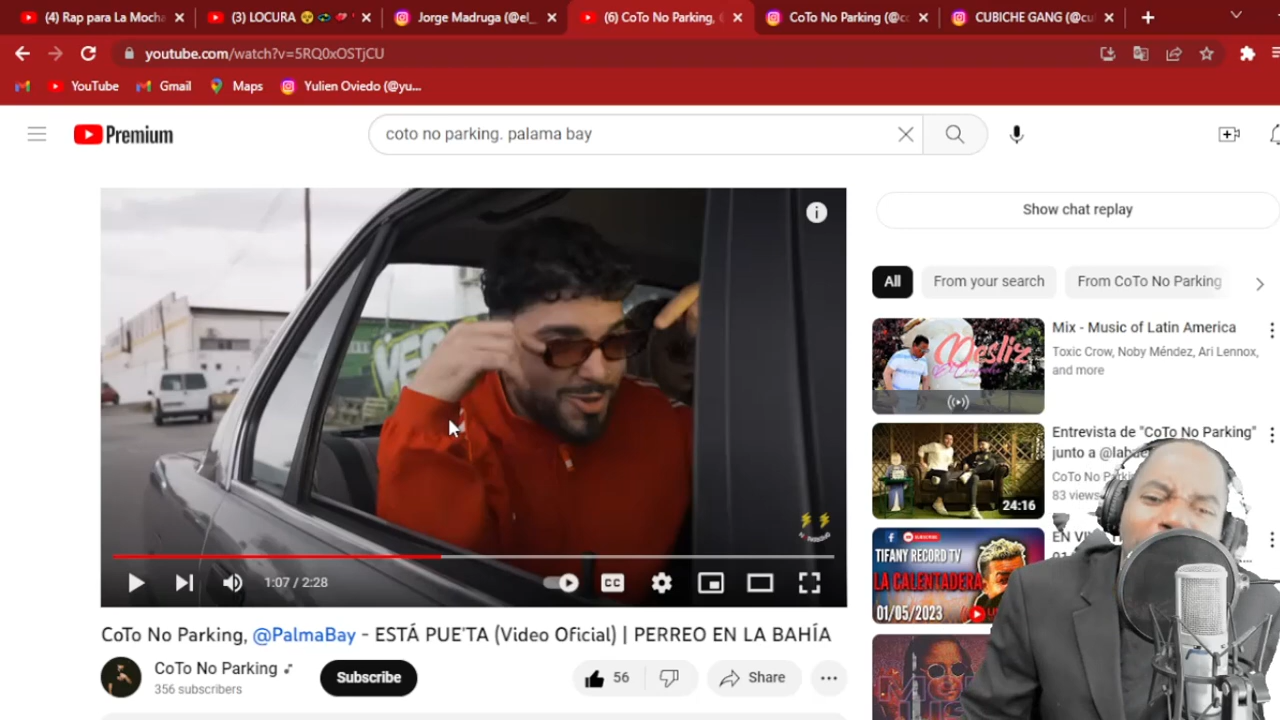 (4) Rap para La Mocha
(3) LOCURA
Jorge Madruga (@el_
(6) CoTo No Parking,
CoTo No Parking (@co
CUBICHE GANG (@cu
youtube.com/watch?v=5RQ0xOSTjCU
YouTube
Gmail
Maps
Yulien Oviedo (@yu...
Premium
coto no parking. palama bay
Show chat replay
All
From your search
From CoTo No Parking
Mix - Music of Latin America
Toxic Crow, Noby Méndez, Ari Lennox,
and more
Desliz
Entrevista de "CoTo No Parking"
junto a
CoTo No
83 views
24:16
EN
TIFANY RECORD TV
LA CALENTADERA
01/05/2023
1:07 / 2:28
CC
CoTo No Parking, @PalmaBay - ESTÁ PUE'TA (Video Oficial) | PERREO EN LA BAHÍA
CoTo No Parking
356 subscribers
Subscribe
56
Share